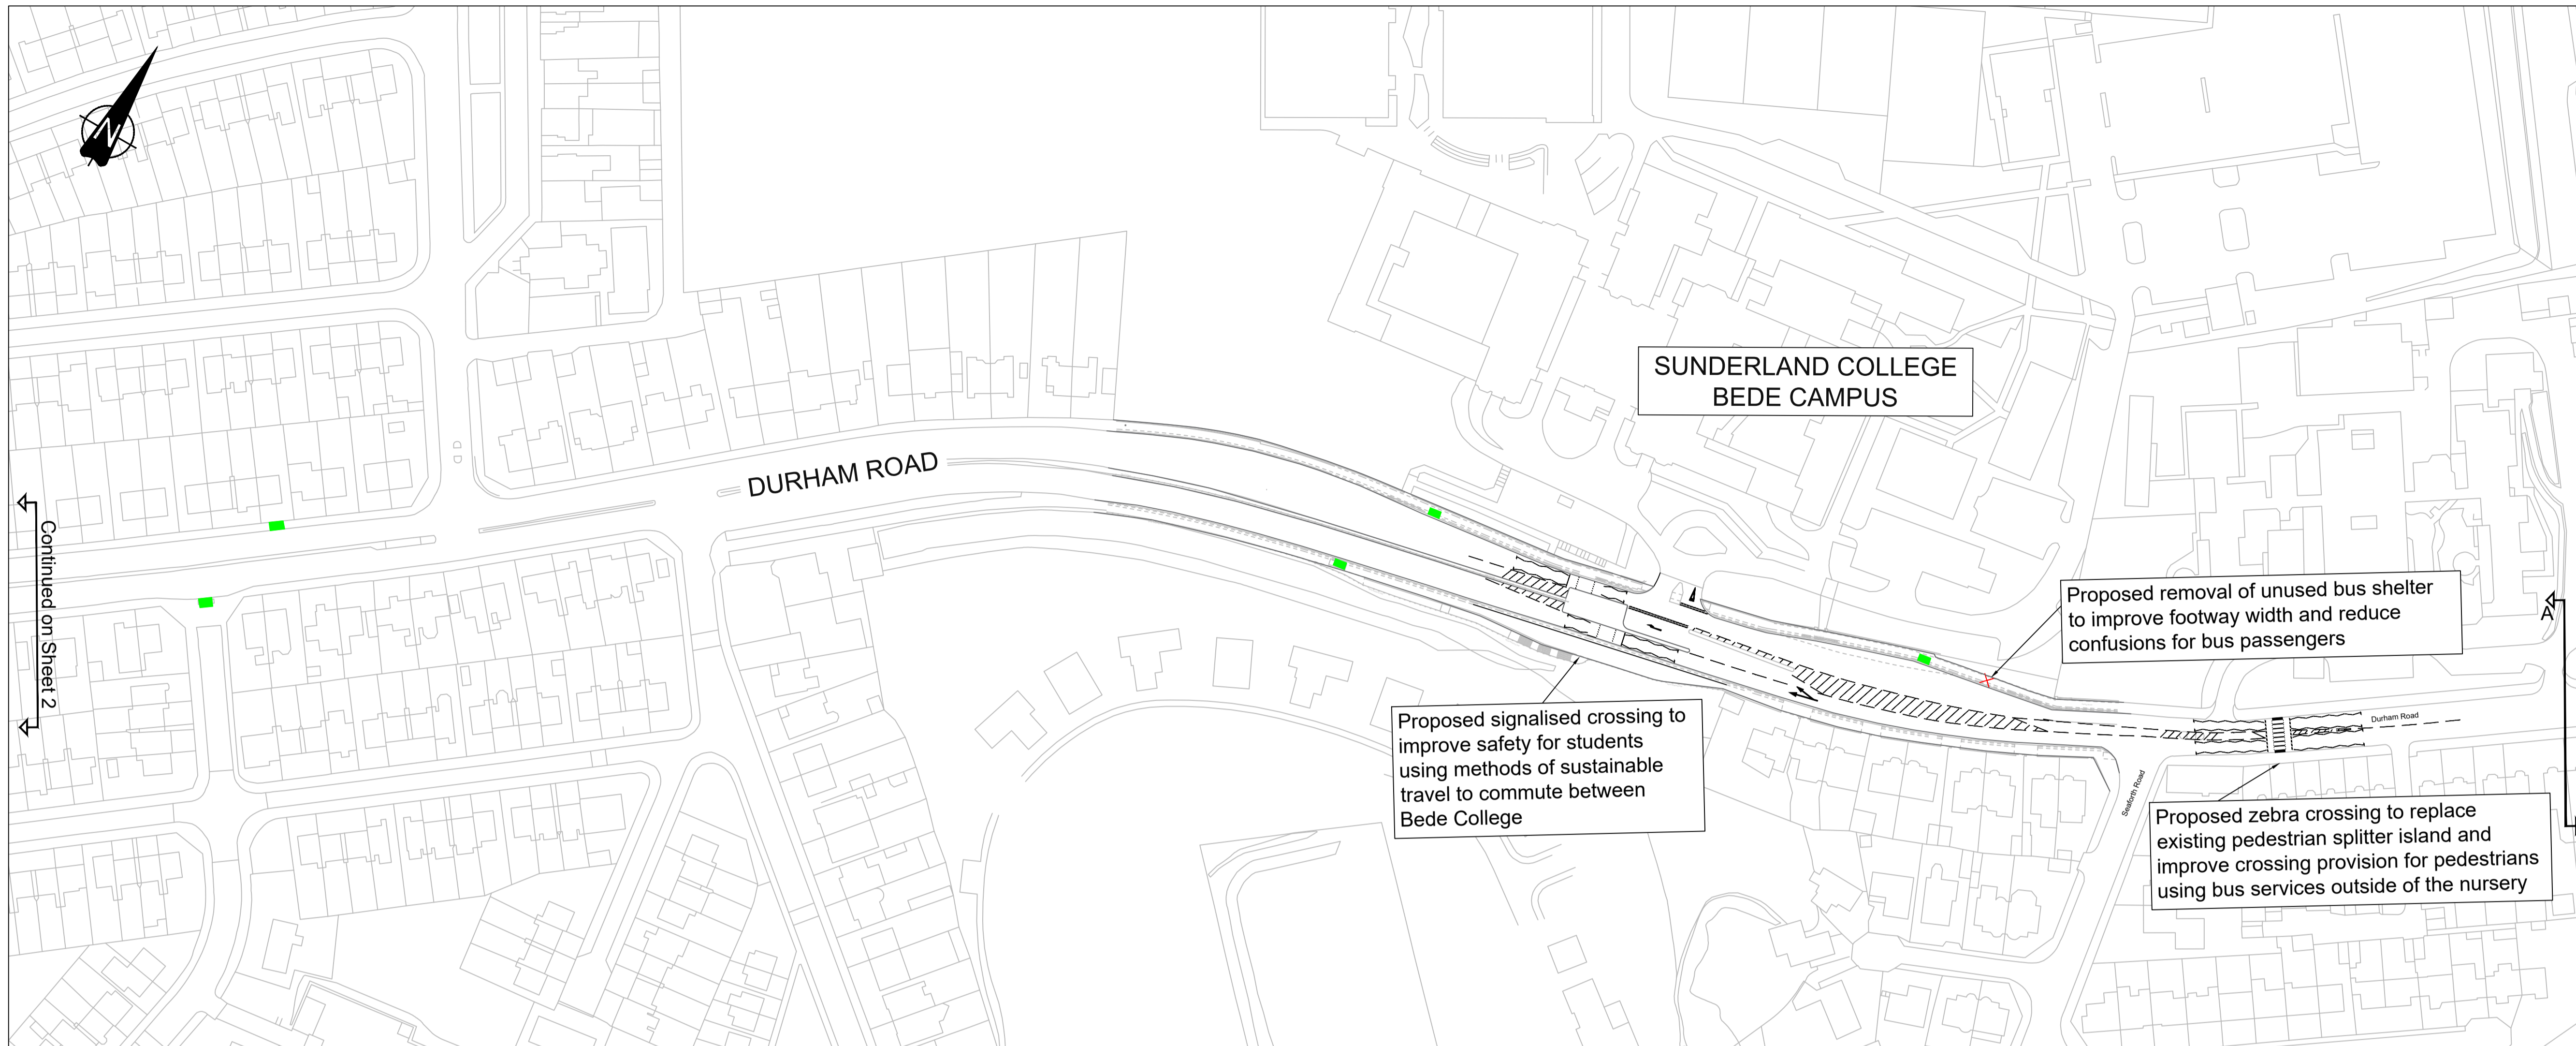 N
SUNDERLAND COLLEGE
BEDE CAMPUS
DURHAM ROAD
Continued on Sheet 2
Proposed removal of unused bus shelter
to improve footway width and reduce
confusions for bus passengers
A
Proposed signalised crossing to
improve safety for students
using methods of sustainable
travel to commute between
Bede College
Durham Road
Seaforth Road
Proposed zebra crossing to replace
existing pedestrian splitter island and
improve crossing provision for pedestrians
using bus services outside of the nursery